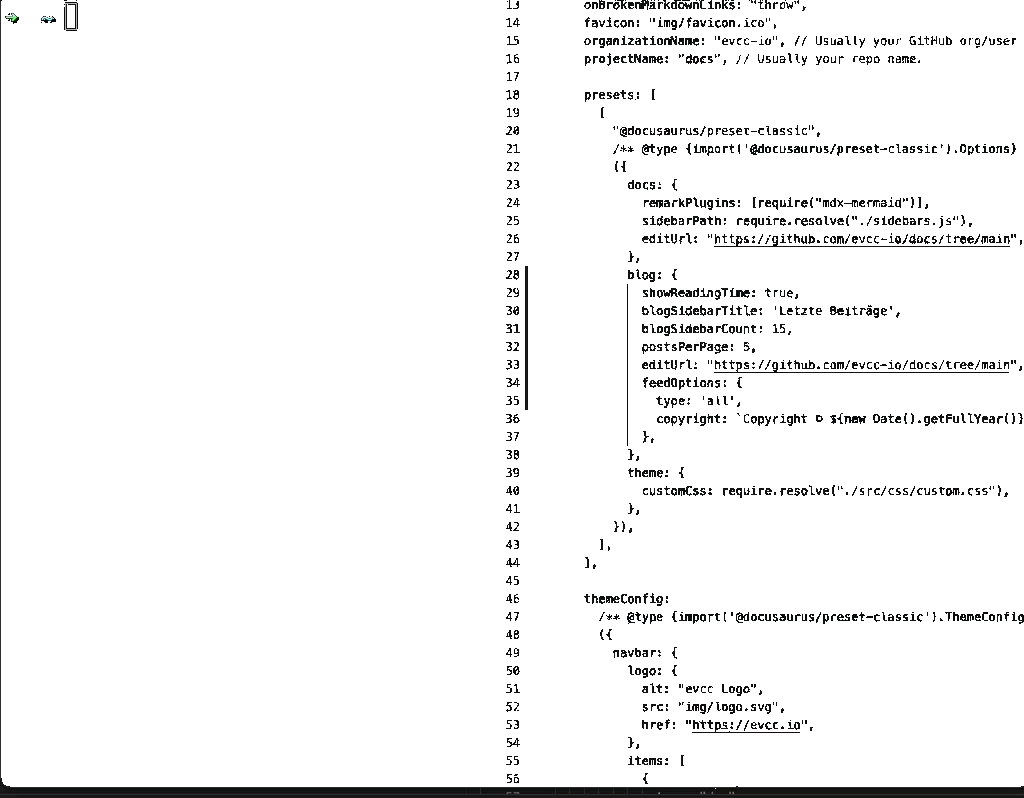 13 onBrokenMarkdownLinks: "throw",
14 favicon: "img/favicon.ico",
15 organizationName: "evcc-io", // Usually your GitHub org/user
16 projectName: "docs", // Usually your repo name.
17
18 presets: [
19 [
20 "@docusaurus/preset-classic",
21 /** @type {import('@docusaurus/preset-classic').Options}
22 ({
23 docs: {
24 remarkPlugins: [require("mdx-mermaid")],
25 sidebarPath: require.resolve("./sidebars.js"),
26 editUrl: "https://github.com/evcc-io/docs/tree/main",
27 },
28 blog: {
29 showReadingTime: true,
30 blogSidebarTitle: 'Letzte Beiträge',
31 blogSidebarCount: 15,
32 postsPerPage: 5,
33 editUrl: "https://github.com/evcc-io/docs/tree/main",
34 feedOptions: {
35 type: 'all',
36 copyright: `Copyright © ${new Date().getFullYear()}
37 },
38 },
39 theme: {
40 customCss: require.resolve("./src/css/custom.css"),
41 },
42 }),
43 ],
44 ],
45
46 themeConfig:
47 /** @type {import('@docusaurus/preset-classic').ThemeConfig
48 ({
49 navbar: {
50 logo: {
51 alt: "evcc Logo",
52 src: "img/logo.svg",
53 href: "https://evcc.io",
54 },
55 items: [
56 {